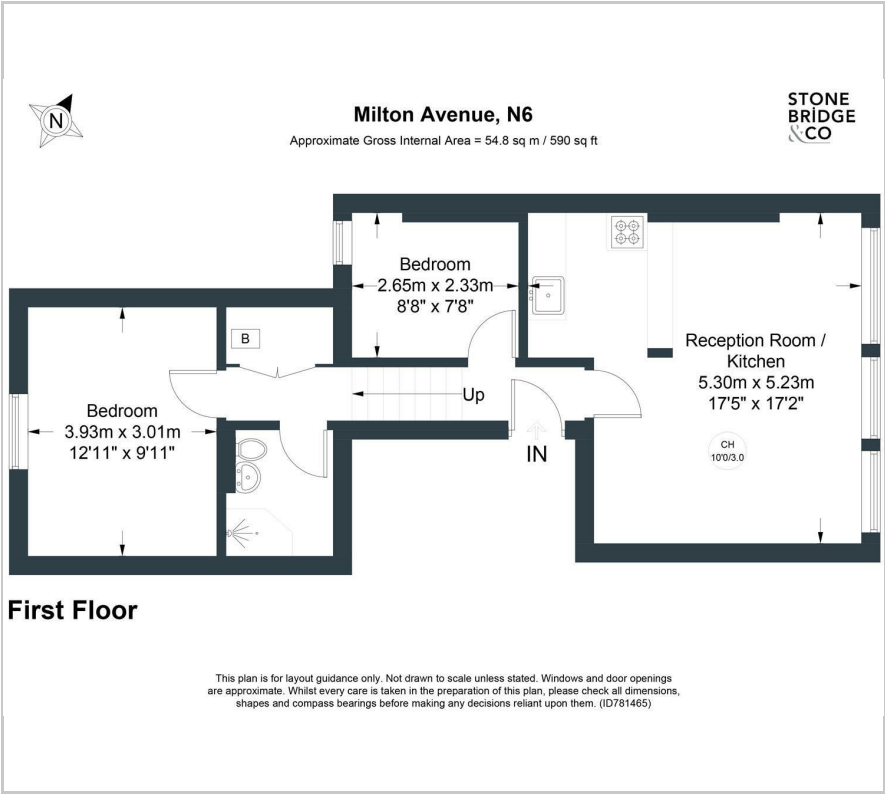 N
Milton Avenue, N6
Approximate Gross Internal Area = 54.8 sq m / 590 sq ft
STONE
BRIDGE
& CO
Bedroom
2.65m x 2.33m
8'8" x 7'8"
B
Reception Room /
Kitchen
5.30m x 5.23m
17'5" x 17'2"
Up
Bedroom
3.93m x 3.01m
12'11" x 9'11"
IN
CH
10'0/3.0
First Floor
This plan is for layout guidance only. Not drawn to scale unless stated. Windows and door openings
are approximate. Whilst every care is taken in the preparation of this plan, please check all dimensions,
shapes and compass bearings before making any decisions reliant upon them. (ID781465)